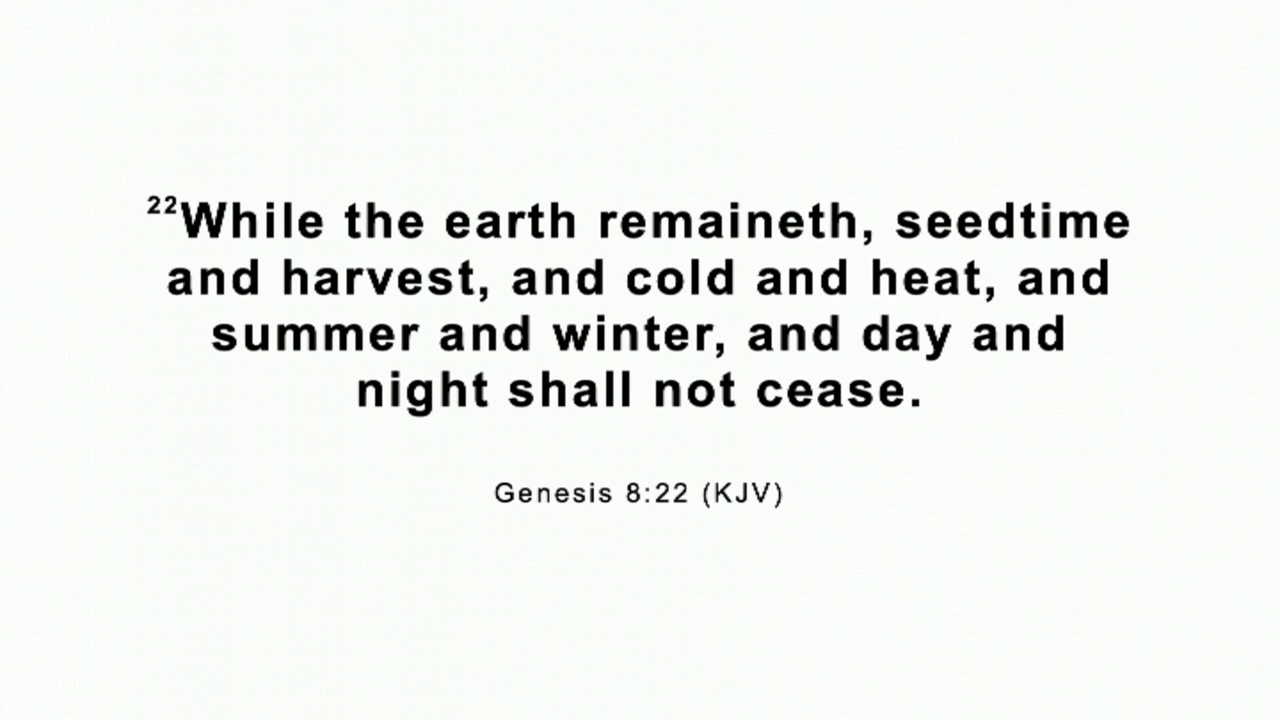 22While the earth remaineth, seedtime
and harvest, and cold and heat, and
summer and winter, and day and
night shall not cease.
Genesis 8:22 (KJV)